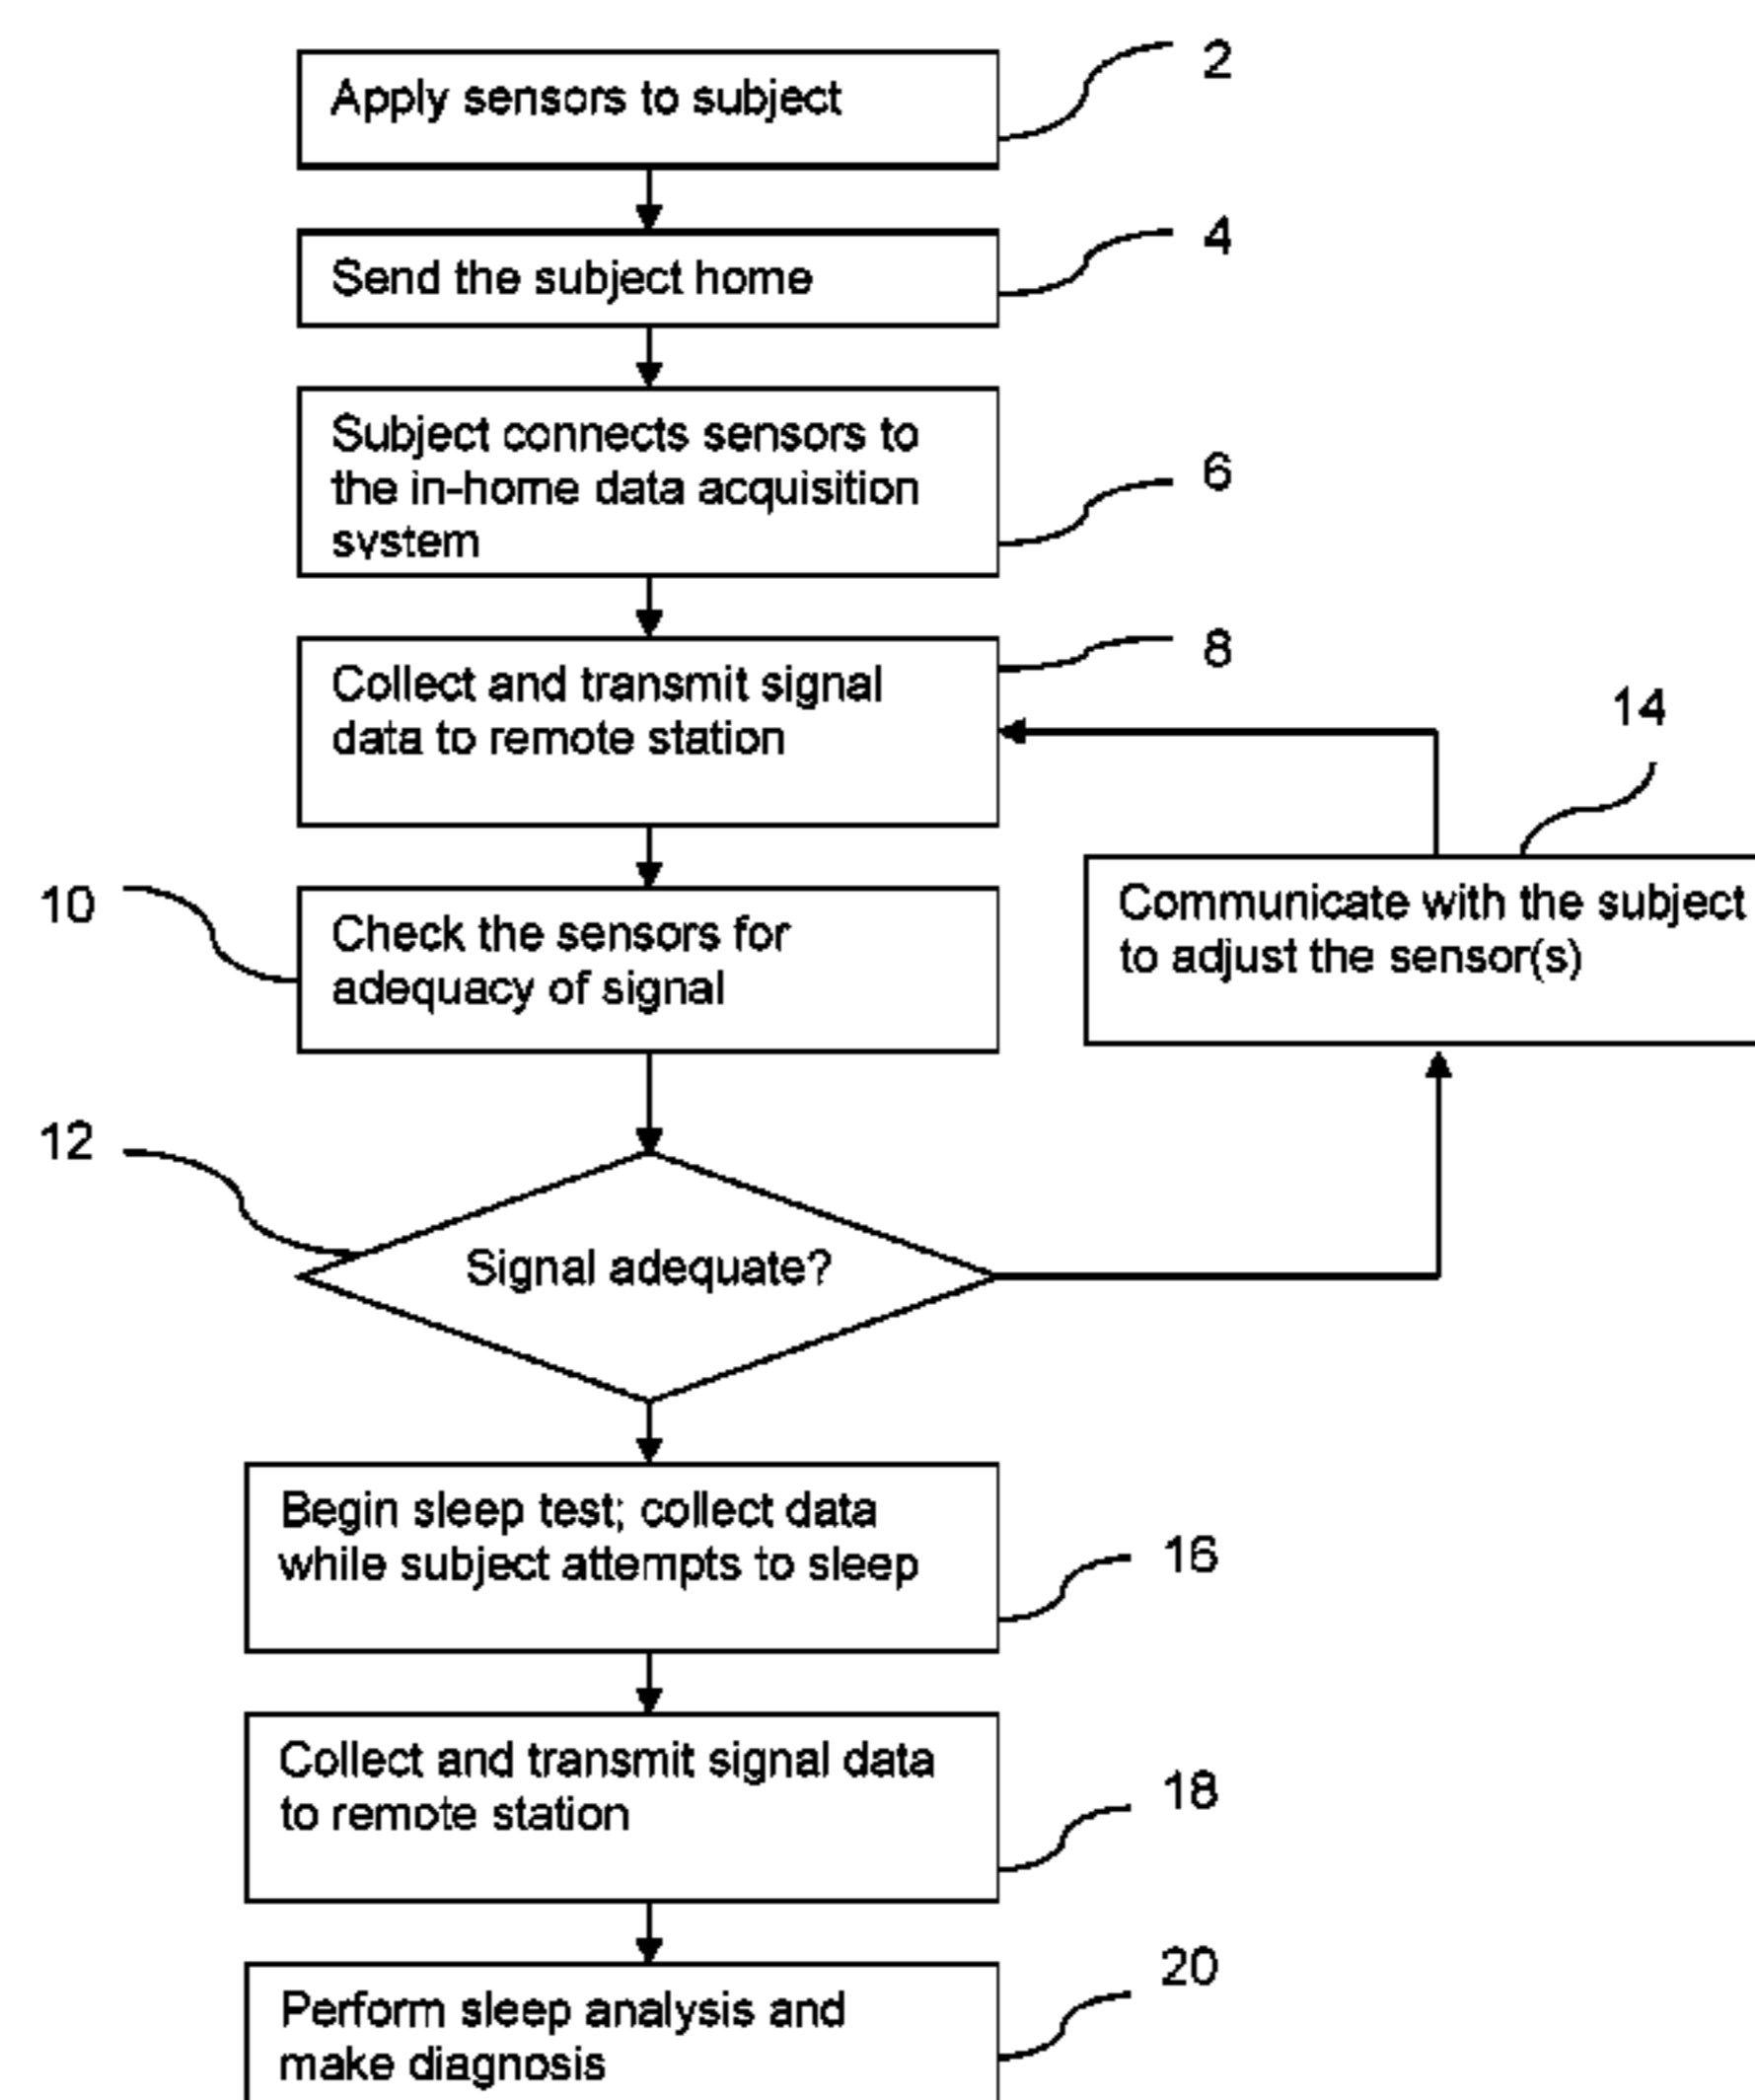 Apply sensors to subject
2
Send the subject home
4
Subject connects sensors to
the in-home data acquisition
system
6
Collect and transmit signal
data to remote station
8
14
Communicate with the subject
to adjust the sensor(s)
10
Check the sensors for
adequacy of signal
12
Signal adequate?
Begin sleep test; collect data
while subject attempts to sleep
16
Collect and transmit signal data
to remote station
18
Perform sleep analysis and
make diagnosis
20